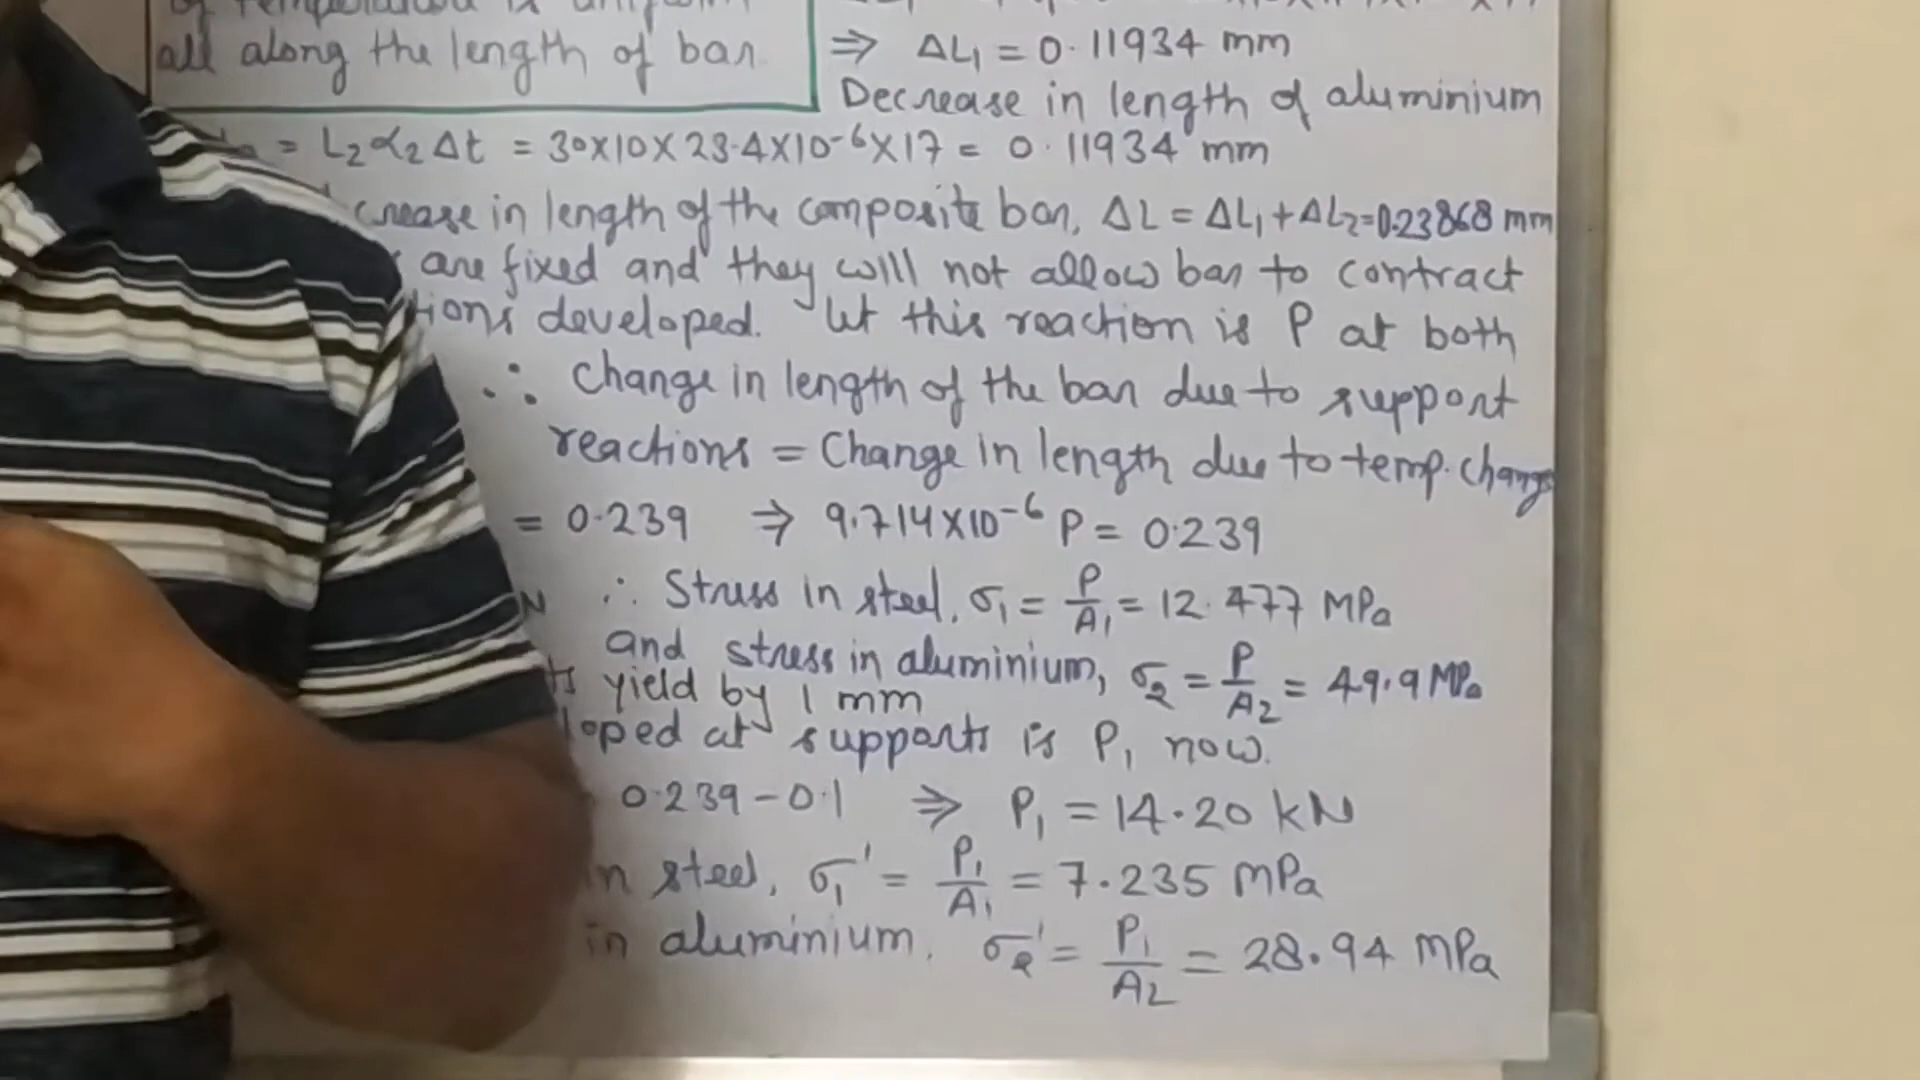 all along the length of bar
⇒ ΔL₁ = 0.11934 mm
Decrease in length of aluminium
= L₂α₂Δt = 30×10×23.4×10⁻⁶×17 = 0.11934 mm
crease in length of the composite bar, ΔL = ΔL₁+ΔL₂=0.23868 mm
are fixed and they will not allow bar to contract
tions developed. let this reaction is P at both
∴ Change in length of the bar due to support
reactions = Change in length due to temp. change
= 0.239 ⇒ 9.714×10⁻⁶ P = 0.239
N ∴ Stress in steel, σ₁ = P/A₁ = 12.477 MPa
and stress in aluminium, σ₂ = P/A₂ = 49.9 MPa
ts yield by 1 mm
loped at supports is P₁ now.
0.239-0.1 ⇒ P₁ = 14.20 kN
in steel, σ₁' = P₁/A₁ = 7.235 MPa
in aluminium, σ₂' = P₁/A₂ = 28.94 MPa